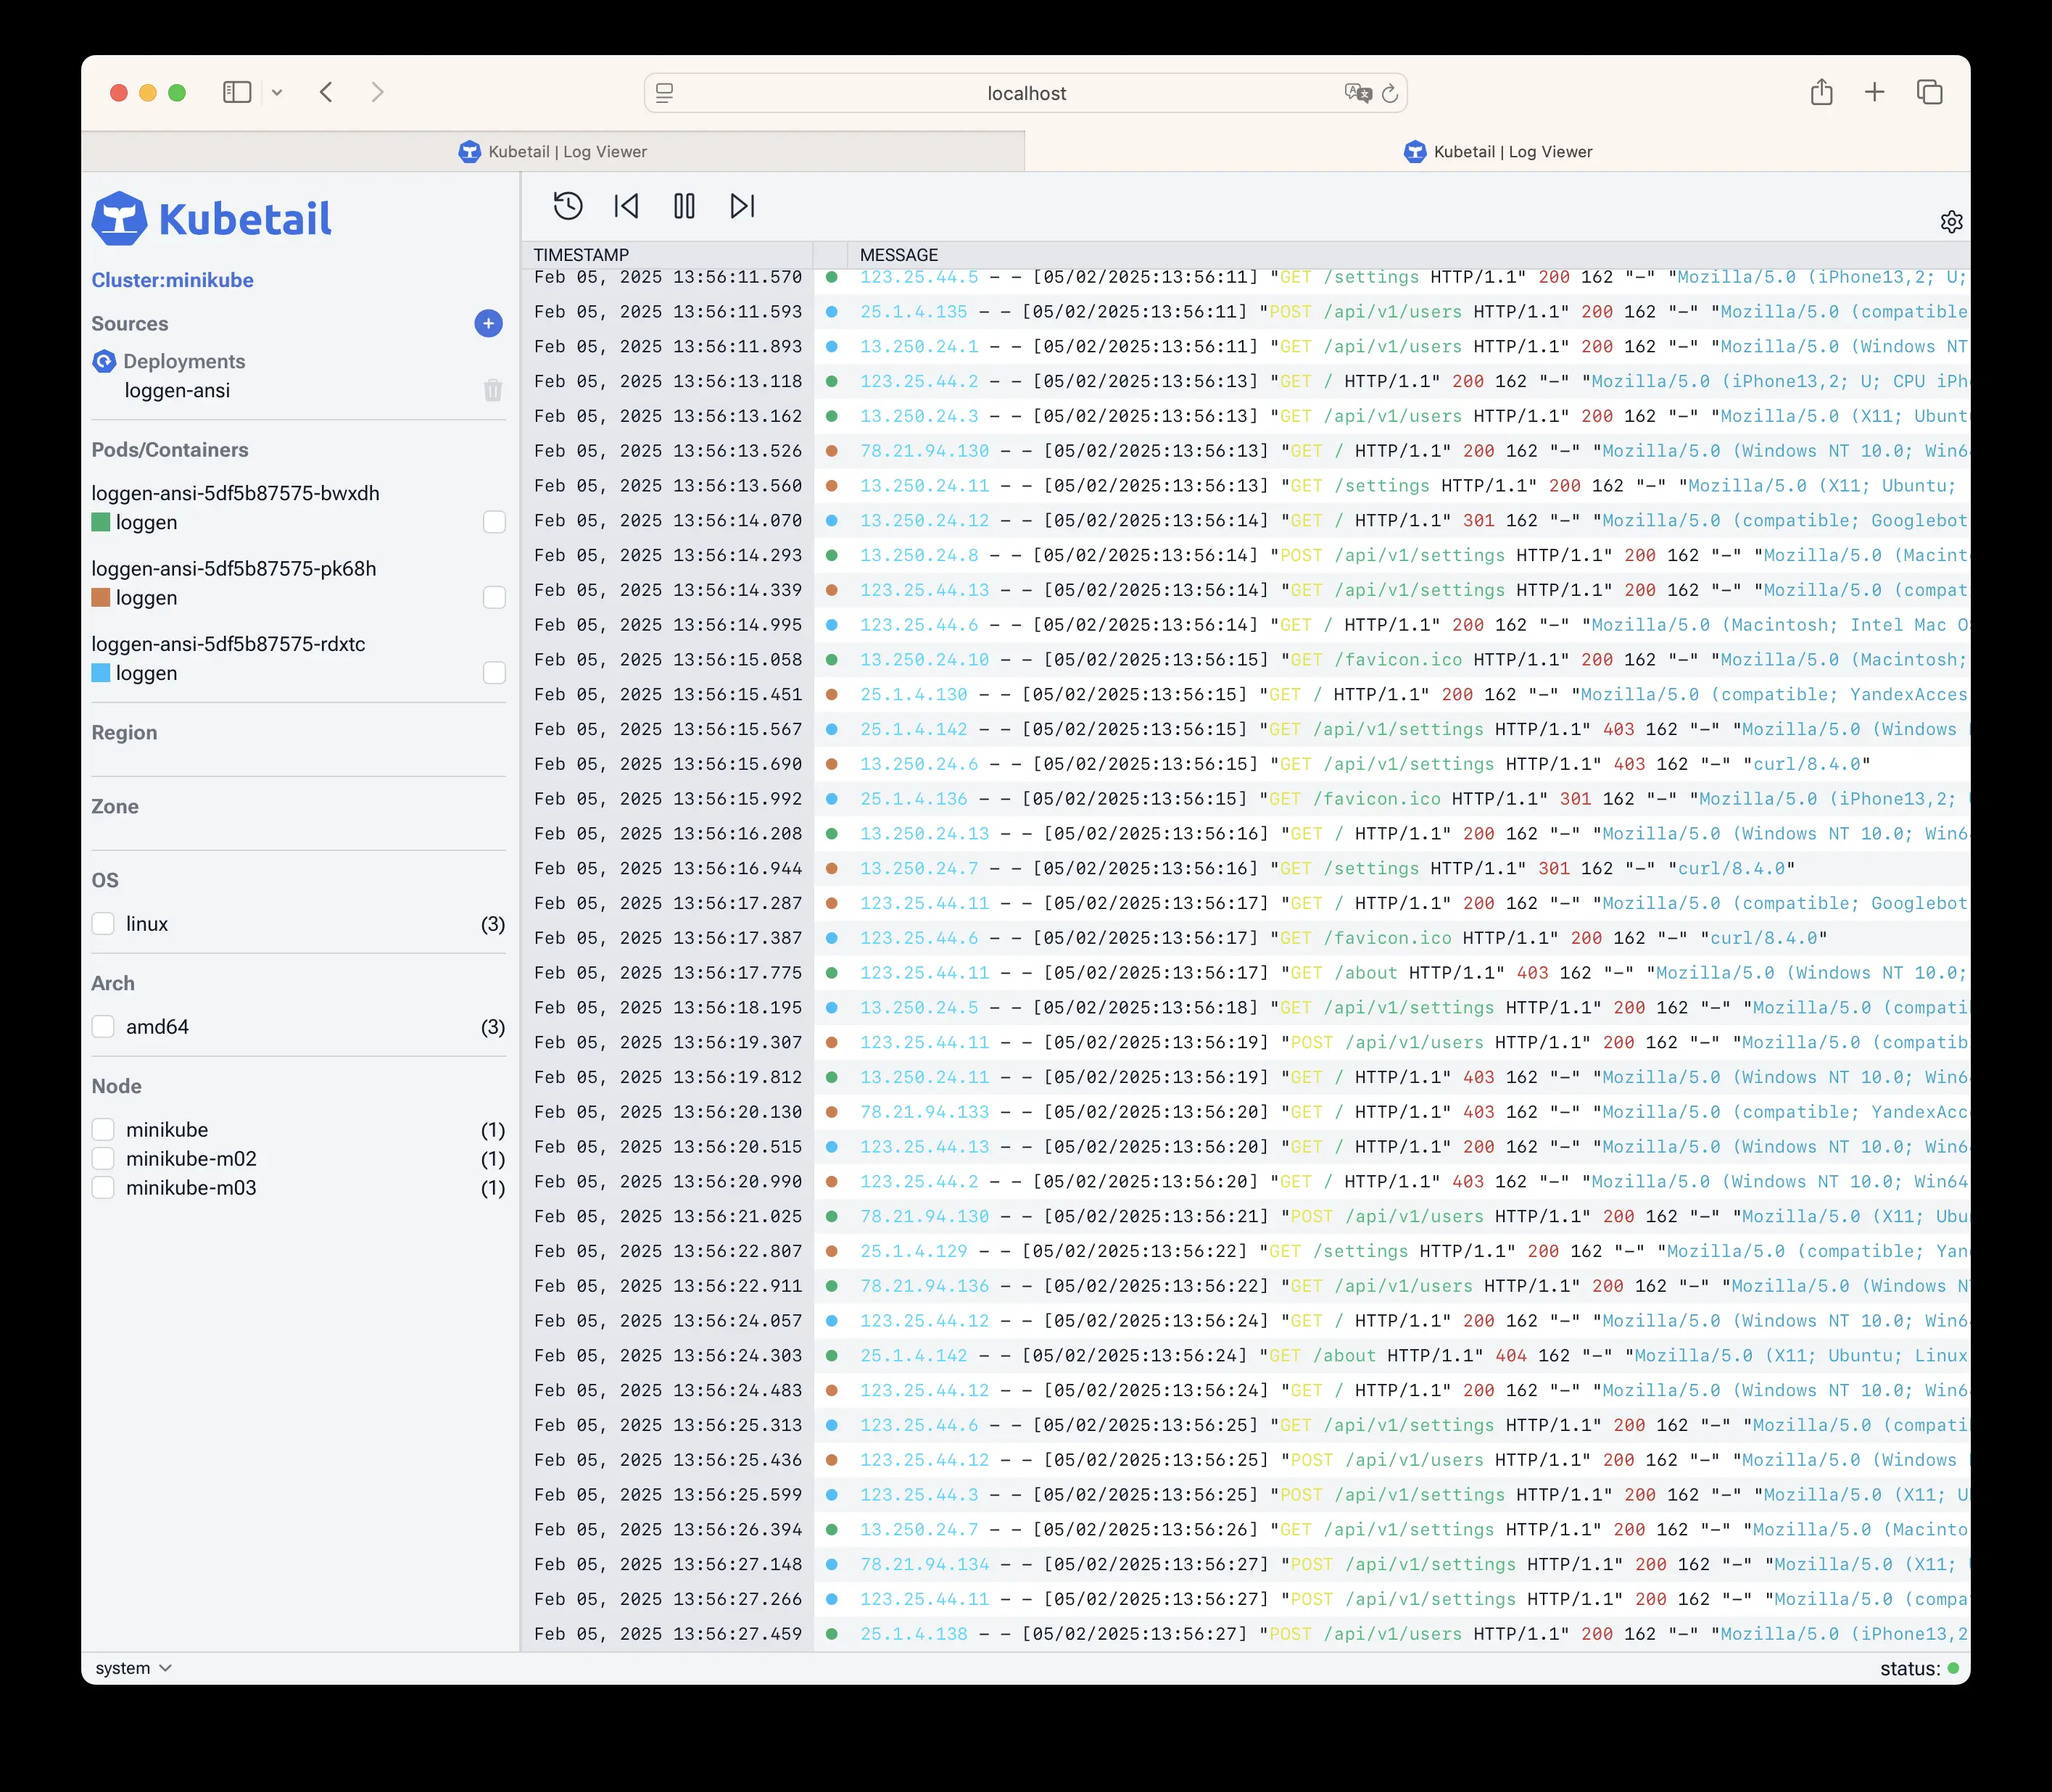 localhost
Kubetail | Log Viewer
Kubetail | Log Viewer
Kubetail
Cluster:minikube
Sources
Deployments
loggen-ansi
Pods/Containers
loggen-ansi-5df5b87575-bwxdh
loggen
loggen-ansi-5df5b87575-pk68h
loggen
loggen-ansi-5df5b87575-rdxtc
loggen
Region
Zone
OS
linux (3)
Arch
amd64 (3)
Node
minikube (1)
minikube-m02 (1)
minikube-m03 (1)
TIMESTAMP MESSAGE
Feb 05, 2025 13:56:11.570 123.25.44.5 - - [05/02/2025:13:56:11] "GET /settings HTTP/1.1" 200 162 "-" "Mozilla/5.0 (iPhone13,2; U;
Feb 05, 2025 13:56:11.593 25.1.4.135 - - [05/02/2025:13:56:11] "POST /api/v1/users HTTP/1.1" 200 162 "-" "Mozilla/5.0 (compatible
Feb 05, 2025 13:56:11.893 13.250.24.1 - - [05/02/2025:13:56:11] "GET /api/v1/users HTTP/1.1" 200 162 "-" "Mozilla/5.0 (Windows NT
Feb 05, 2025 13:56:13.118 123.25.44.2 - - [05/02/2025:13:56:13] "GET / HTTP/1.1" 200 162 "-" "Mozilla/5.0 (iPhone13,2; U; CPU iPh
Feb 05, 2025 13:56:13.162 13.250.24.3 - - [05/02/2025:13:56:13] "GET /api/v1/users HTTP/1.1" 200 162 "-" "Mozilla/5.0 (X11; Ubunt
Feb 05, 2025 13:56:13.526 78.21.94.130 - - [05/02/2025:13:56:13] "GET / HTTP/1.1" 200 162 "-" "Mozilla/5.0 (Windows NT 10.0; Win6
Feb 05, 2025 13:56:13.560 13.250.24.11 - - [05/02/2025:13:56:13] "GET /settings HTTP/1.1" 200 162 "-" "Mozilla/5.0 (X11; Ubuntu;
Feb 05, 2025 13:56:14.070 13.250.24.12 - - [05/02/2025:13:56:14] "GET / HTTP/1.1" 301 162 "-" "Mozilla/5.0 (compatible; Googlebot
Feb 05, 2025 13:56:14.293 13.250.24.8 - - [05/02/2025:13:56:14] "POST /api/v1/settings HTTP/1.1" 200 162 "-" "Mozilla/5.0 (Macint
Feb 05, 2025 13:56:14.339 123.25.44.13 - - [05/02/2025:13:56:14] "GET /api/v1/settings HTTP/1.1" 200 162 "-" "Mozilla/5.0 (compat
Feb 05, 2025 13:56:14.995 123.25.44.6 - - [05/02/2025:13:56:14] "GET / HTTP/1.1" 200 162 "-" "Mozilla/5.0 (Macintosh; Intel Mac O
Feb 05, 2025 13:56:15.058 13.250.24.10 - - [05/02/2025:13:56:15] "GET /favicon.ico HTTP/1.1" 200 162 "-" "Mozilla/5.0 (Macintosh;
Feb 05, 2025 13:56:15.451 25.1.4.130 - - [05/02/2025:13:56:15] "GET / HTTP/1.1" 200 162 "-" "Mozilla/5.0 (compatible; YandexAcces
Feb 05, 2025 13:56:15.567 25.1.4.142 - - [05/02/2025:13:56:15] "GET /api/v1/settings HTTP/1.1" 403 162 "-" "Mozilla/5.0 (Windows
Feb 05, 2025 13:56:15.690 13.250.24.6 - - [05/02/2025:13:56:15] "GET /api/v1/settings HTTP/1.1" 403 162 "-" "curl/8.4.0"
Feb 05, 2025 13:56:15.992 25.1.4.136 - - [05/02/2025:13:56:15] "GET /favicon.ico HTTP/1.1" 301 162 "-" "Mozilla/5.0 (iPhone13,2;
Feb 05, 2025 13:56:16.208 13.250.24.13 - - [05/02/2025:13:56:16] "GET / HTTP/1.1" 200 162 "-" "Mozilla/5.0 (Windows NT 10.0; Win6
Feb 05, 2025 13:56:16.944 13.250.24.7 - - [05/02/2025:13:56:16] "GET /settings HTTP/1.1" 301 162 "-" "curl/8.4.0"
Feb 05, 2025 13:56:17.287 123.25.44.11 - - [05/02/2025:13:56:17] "GET / HTTP/1.1" 200 162 "-" "Mozilla/5.0 (compatible; Googlebot
Feb 05, 2025 13:56:17.387 123.25.44.6 - - [05/02/2025:13:56:17] "GET /favicon.ico HTTP/1.1" 200 162 "-" "curl/8.4.0"
Feb 05, 2025 13:56:17.775 123.25.44.11 - - [05/02/2025:13:56:17] "GET /about HTTP/1.1" 403 162 "-" "Mozilla/5.0 (Windows NT 10.0;
Feb 05, 2025 13:56:18.195 13.250.24.5 - - [05/02/2025:13:56:18] "GET /api/v1/settings HTTP/1.1" 200 162 "-" "Mozilla/5.0 (compati
Feb 05, 2025 13:56:19.307 123.25.44.11 - - [05/02/2025:13:56:19] "POST /api/v1/users HTTP/1.1" 200 162 "-" "Mozilla/5.0 (compatib
Feb 05, 2025 13:56:19.812 13.250.24.11 - - [05/02/2025:13:56:19] "GET / HTTP/1.1" 403 162 "-" "Mozilla/5.0 (Windows NT 10.0; Win6
Feb 05, 2025 13:56:20.130 78.21.94.133 - - [05/02/2025:13:56:20] "GET / HTTP/1.1" 403 162 "-" "Mozilla/5.0 (compatible; YandexAcc
Feb 05, 2025 13:56:20.515 123.25.44.13 - - [05/02/2025:13:56:20] "GET / HTTP/1.1" 200 162 "-" "Mozilla/5.0 (Windows NT 10.0; Win6
Feb 05, 2025 13:56:20.990 123.25.44.2 - - [05/02/2025:13:56:20] "GET / HTTP/1.1" 403 162 "-" "Mozilla/5.0 (Windows NT 10.0; Win64
Feb 05, 2025 13:56:21.025 78.21.94.130 - - [05/02/2025:13:56:21] "POST /api/v1/users HTTP/1.1" 200 162 "-" "Mozilla/5.0 (X11; Ubu
Feb 05, 2025 13:56:22.807 25.1.4.129 - - [05/02/2025:13:56:22] "GET /settings HTTP/1.1" 200 162 "-" "Mozilla/5.0 (compatible; Yan
Feb 05, 2025 13:56:22.911 78.21.94.136 - - [05/02/2025:13:56:22] "GET /api/v1/users HTTP/1.1" 200 162 "-" "Mozilla/5.0 (Windows N
Feb 05, 2025 13:56:24.057 123.25.44.12 - - [05/02/2025:13:56:24] "GET / HTTP/1.1" 200 162 "-" "Mozilla/5.0 (Windows NT 10.0; Win6
Feb 05, 2025 13:56:24.303 25.1.4.142 - - [05/02/2025:13:56:24] "GET /about HTTP/1.1" 404 162 "-" "Mozilla/5.0 (X11; Ubuntu; Linux
Feb 05, 2025 13:56:24.483 123.25.44.12 - - [05/02/2025:13:56:24] "GET / HTTP/1.1" 200 162 "-" "Mozilla/5.0 (Windows NT 10.0; Win6
Feb 05, 2025 13:56:25.313 123.25.44.6 - - [05/02/2025:13:56:25] "GET /api/v1/settings HTTP/1.1" 200 162 "-" "Mozilla/5.0 (compati
Feb 05, 2025 13:56:25.436 123.25.44.12 - - [05/02/2025:13:56:25] "POST /api/v1/users HTTP/1.1" 200 162 "-" "Mozilla/5.0 (Windows
Feb 05, 2025 13:56:25.599 123.25.44.3 - - [05/02/2025:13:56:25] "POST /api/v1/settings HTTP/1.1" 200 162 "-" "Mozilla/5.0 (X11; U
Feb 05, 2025 13:56:26.394 13.250.24.7 - - [05/02/2025:13:56:26] "GET /api/v1/settings HTTP/1.1" 200 162 "-" "Mozilla/5.0 (Macinto
Feb 05, 2025 13:56:27.148 78.21.94.134 - - [05/02/2025:13:56:27] "POST /api/v1/settings HTTP/1.1" 200 162 "-" "Mozilla/5.0 (X11;
Feb 05, 2025 13:56:27.266 123.25.44.11 - - [05/02/2025:13:56:27] "POST /api/v1/settings HTTP/1.1" 200 162 "-" "Mozilla/5.0 (compa
Feb 05, 2025 13:56:27.459 25.1.4.138 - - [05/02/2025:13:56:27] "POST /api/v1/users HTTP/1.1" 200 162 "-" "Mozilla/5.0 (iPhone13,2
system
status: